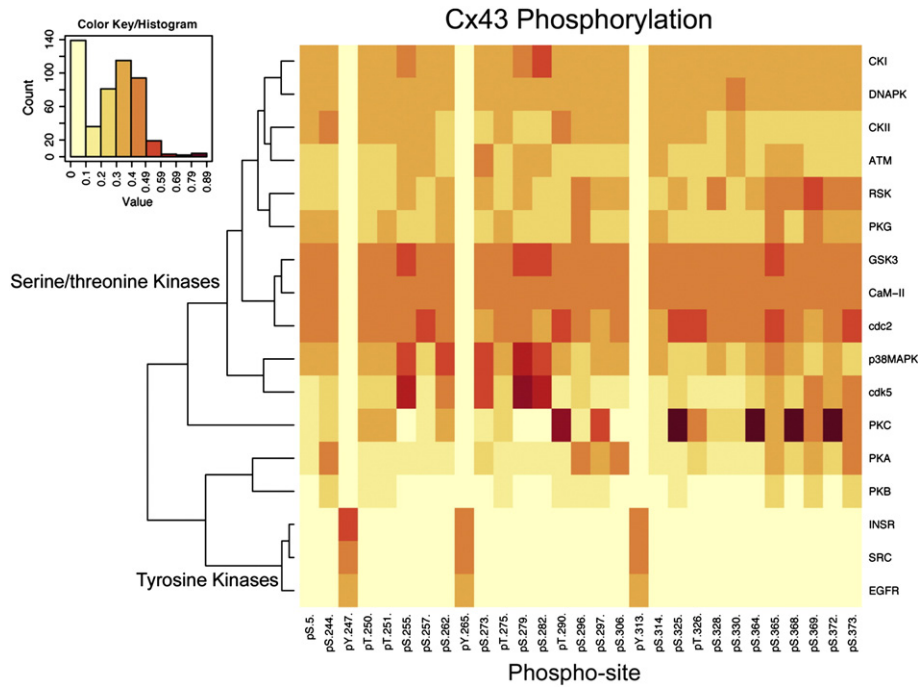 Cx43 Phosphorylation
Color Key/Histogram
Count
0 20 60 100 140
0 0.1 0.2 0.3 0.4 0.49 0.59 0.69 0.79 0.89
Value
CKI
DNAPK
CKII
ATM
RSK
PKG
GSK3
CaM-II
cdc2
p38MAPK
cdk5
PKC
PKA
PKB
INSR
SRC
EGFR
Serine/threonine Kinases
Tyrosine Kinases
pS.5. pS.244. pY.247. pT.250. pT.251. pS.255. pS.257. pS.262. pY.265. pS.273. pT.275. pS.279. pS.282. pT.290. pS.296. pS.297. pS.306. pY.313. pS.314. pS.325. pT.326. pS.328. pS.330. pS.364. pS.365. pS.368. pS.369. pS.372. pS.373.
Phospho-site